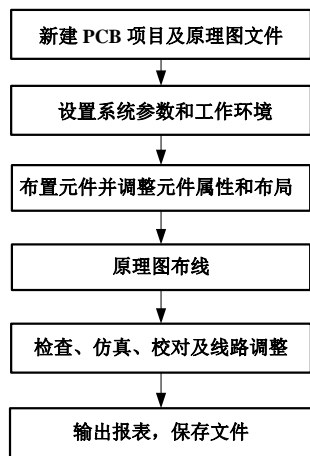 新建 PCB 项目及原理图文件
设置系统参数和工作环境
布置元件并调整元件属性和布局
原理图布线
检查、仿真、校对及线路调整
输出报表，保存文件